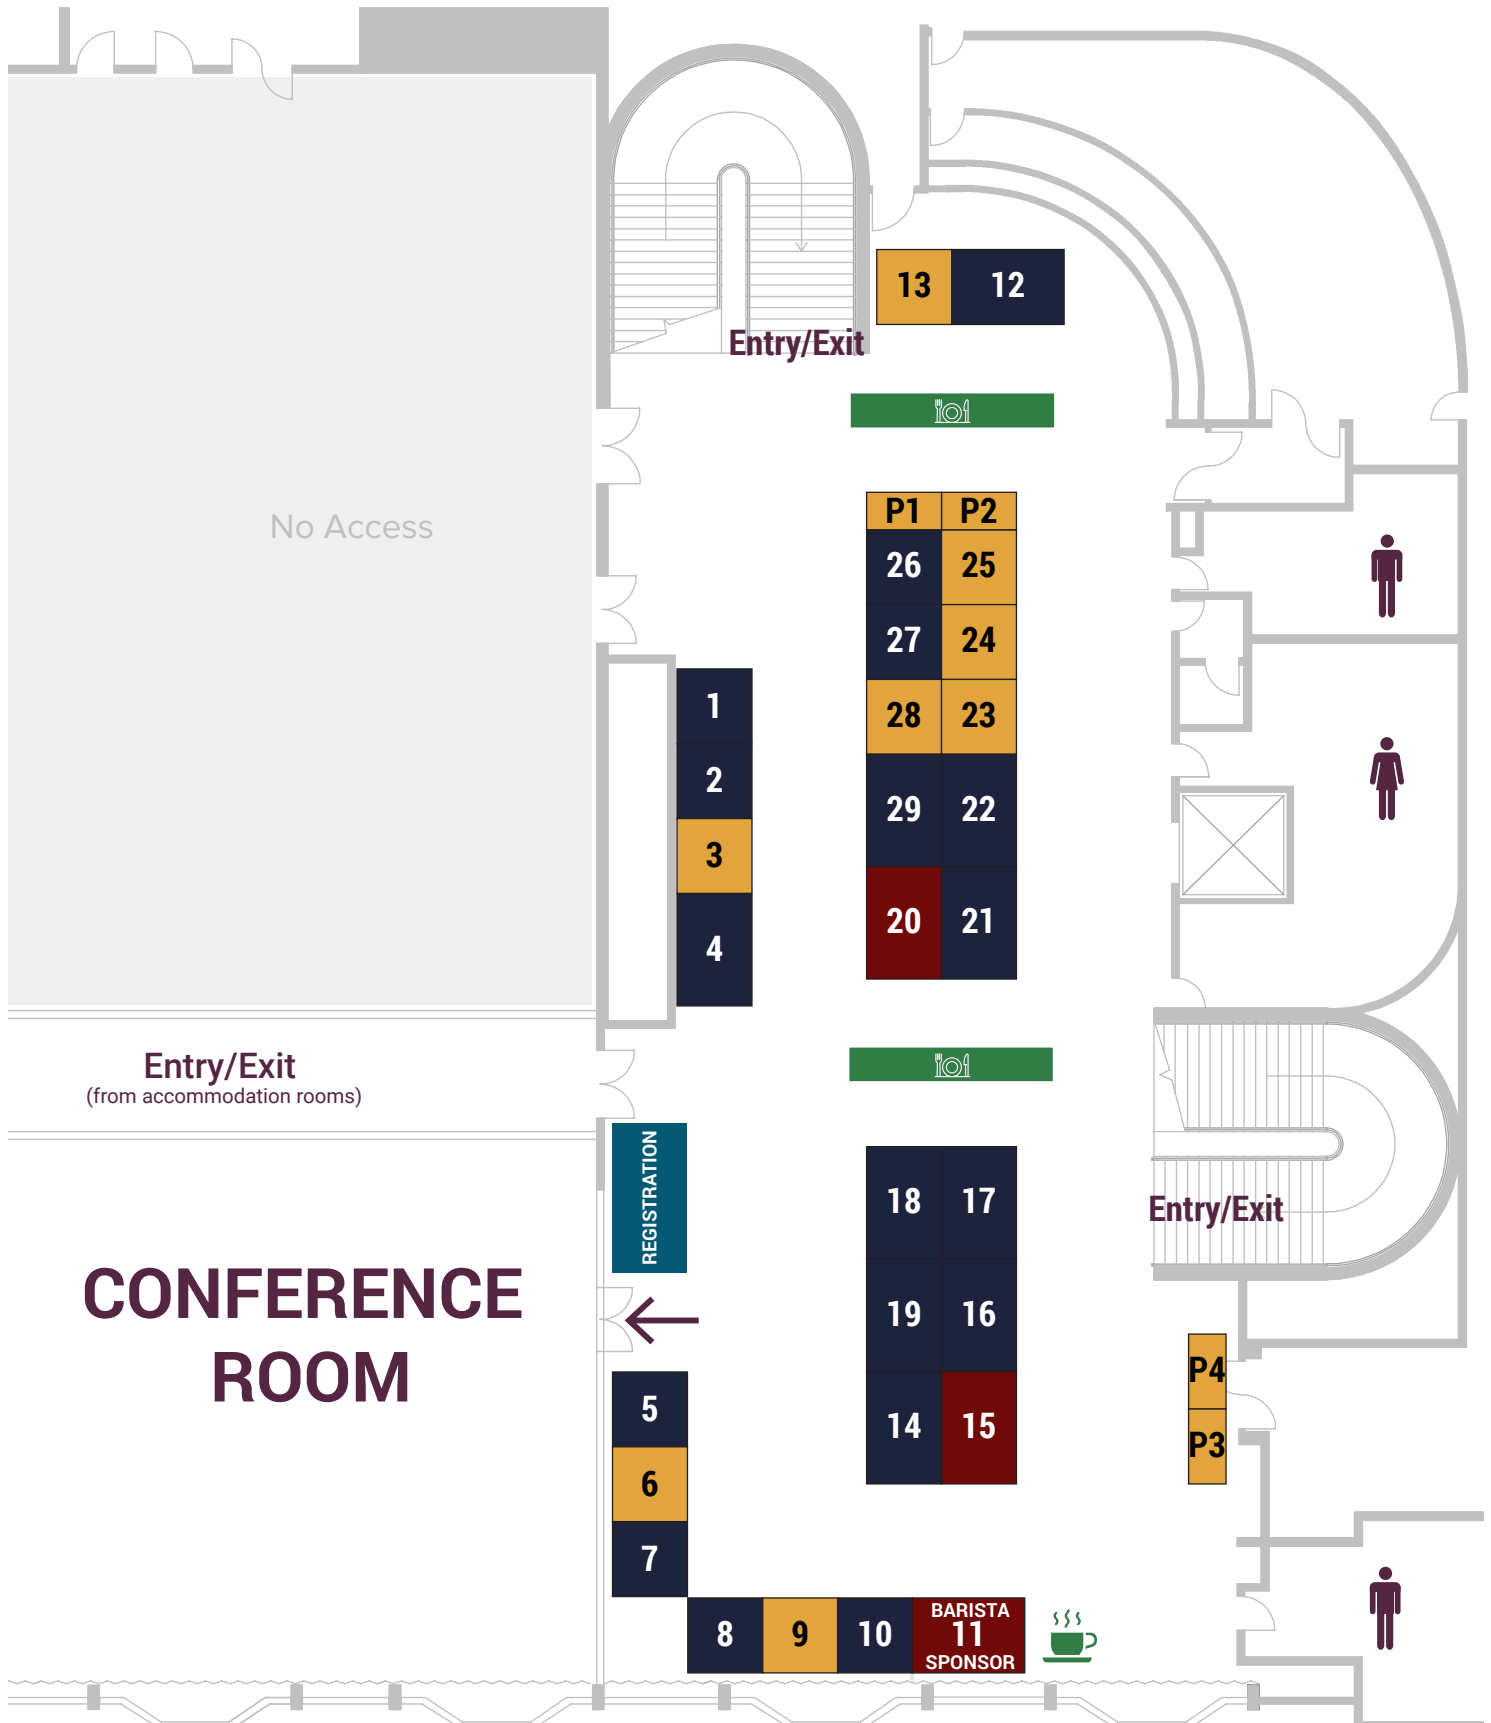 13
12
Entry/Exit
No Access
P1
P2
26
25
27
24
28
23
29
22
20
21
1
2
3
4
Entry/Exit
(from accommodation rooms)
REGISTRATION
CONFERENCE
ROOM
18
17
19
16
14
15
Entry/Exit
P4
P3
5
6
7
8
9
10
BARISTA
11
SPONSOR